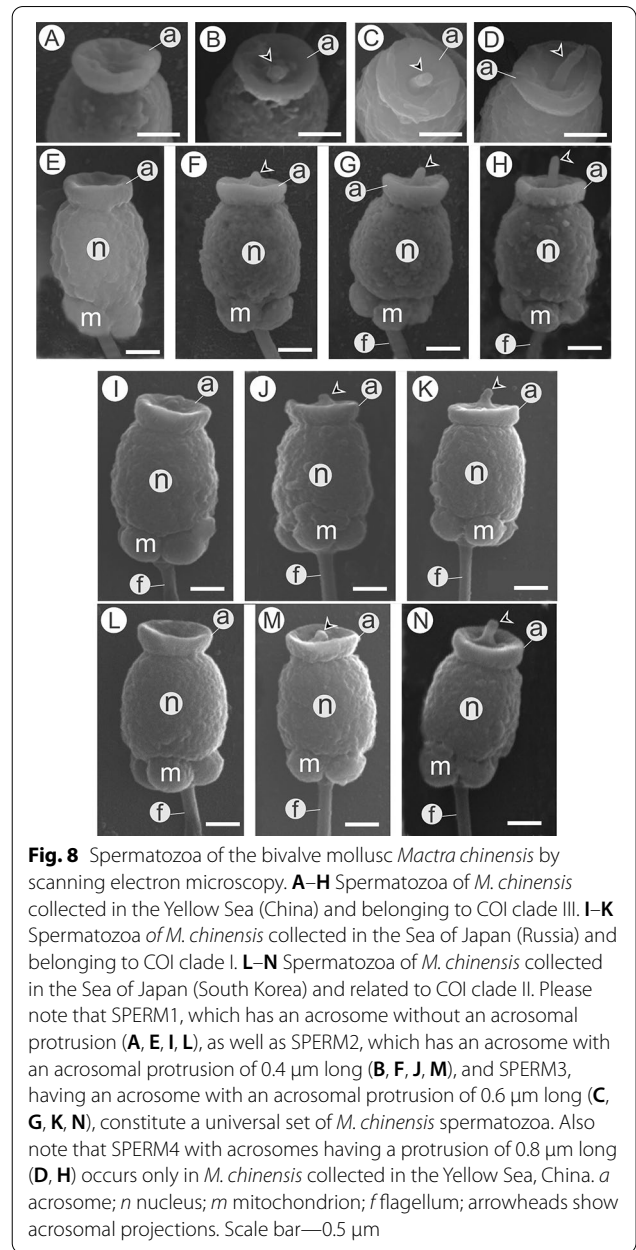 A a B a C a D a
E a n m F a n m G a n m f H a n m f
I a n m f J a n m f K a n m f
L a n m f M a n m f N a n m f
Fig. 8 Spermatozoa of the bivalve mollusc Mactra chinensis by
scanning electron microscopy. A–H Spermatozoa of M. chinensis
collected in the Yellow Sea (China) and belonging to COI clade III. I–K
Spermatozoa of M. chinensis collected in the Sea of Japan (Russia) and
belonging to COI clade I. L–N Spermatozoa of M. chinensis collected
in the Sea of Japan (South Korea) and related to COI clade II. Please
note that SPERM1, which has an acrosome without an acrosomal
protrusion (A, E, I, L), as well as SPERM2, which has an acrosome with
an acrosomal protrusion of 0.4 μm long (B, F, J, M), and SPERM3,
having an acrosome with an acrosomal protrusion of 0.6 μm long (C,
G, K, N), constitute a universal set of M. chinensis spermatozoa. Also
note that SPERM4 with acrosomes having a protrusion of 0.8 μm long
(D, H) occurs only in M. chinensis collected in the Yellow Sea, China. a
acrosome; n nucleus; m mitochondrion; f flagellum; arrowheads show
acrosomal projections. Scale bar—0.5 μm